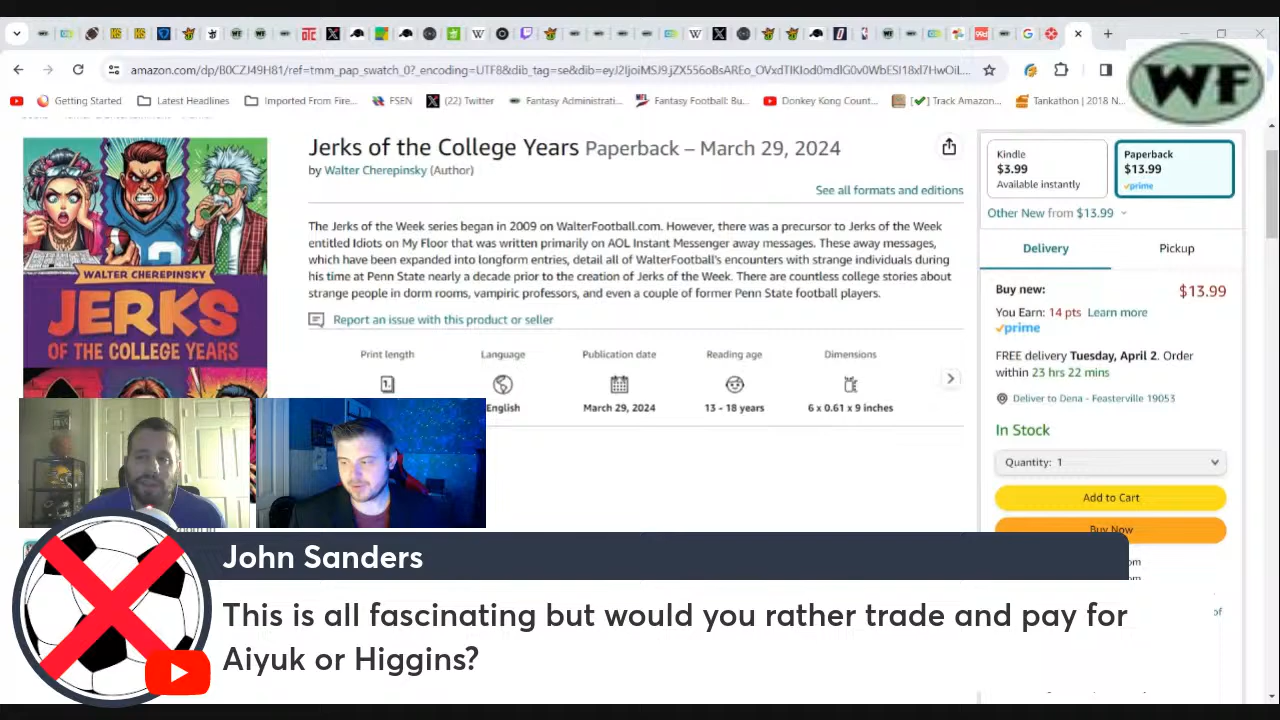 amazon.com/dp/B0CZJ49H81/ref=tmm_pap_swatch_0?_encoding=UTF8&dib_tag=se&dib=
WF
Getting Started
Latest Headlines
Imported From Fire...
FSEN
(22) Twitter
Fantasy Administrati...
Fantasy Football: Bu...
Donkey Kong Count...
Track Amazon...
Tankathon | 2018 N...
Jerks of the College Years Paperback – March 29, 2024
by Walter Cherepinsky (Author)
See all formats and editions
The Jerks of the Week series began in 2009 on WalterFootball.com. However, there was a precursor to Jerks of the Week
entitled Idiots on My Floor that was written primarily on AOL Instant Messenger away messages. These away messages,
which have been expanded into longform entries, detail all of WalterFootball's encounters with strange individuals during
his time at Penn State nearly a decade prior to the creation of Jerks of the Week. There are countless college stories about
strange people in dorm rooms, vampiric professors, and even a couple of former Penn State football players.
Report an issue with this product or seller
Print length
Language
Publication date
Reading age
Dimensions
English
March 29, 2024
13 - 18 years
6 x 0.61 x 9 inches
WALTER CHEREPINSKY
JERKS
OF THE COLLEGE YEARS
Kindle
$3.99
Available instantly
Paperback
$13.99
prime
Other New from $13.99
Delivery
Pickup
Buy new:
$13.99
You Earn: 14 pts Learn more
prime
FREE delivery Tuesday, April 2. Order
within 23 hrs 22 mins
Deliver to Dena - Feasterville 19053
In Stock
Quantity: 1
Add to Cart
Buy Now
John Sanders
This is all fascinating but would you rather trade and pay for
Aiyuk or Higgins?